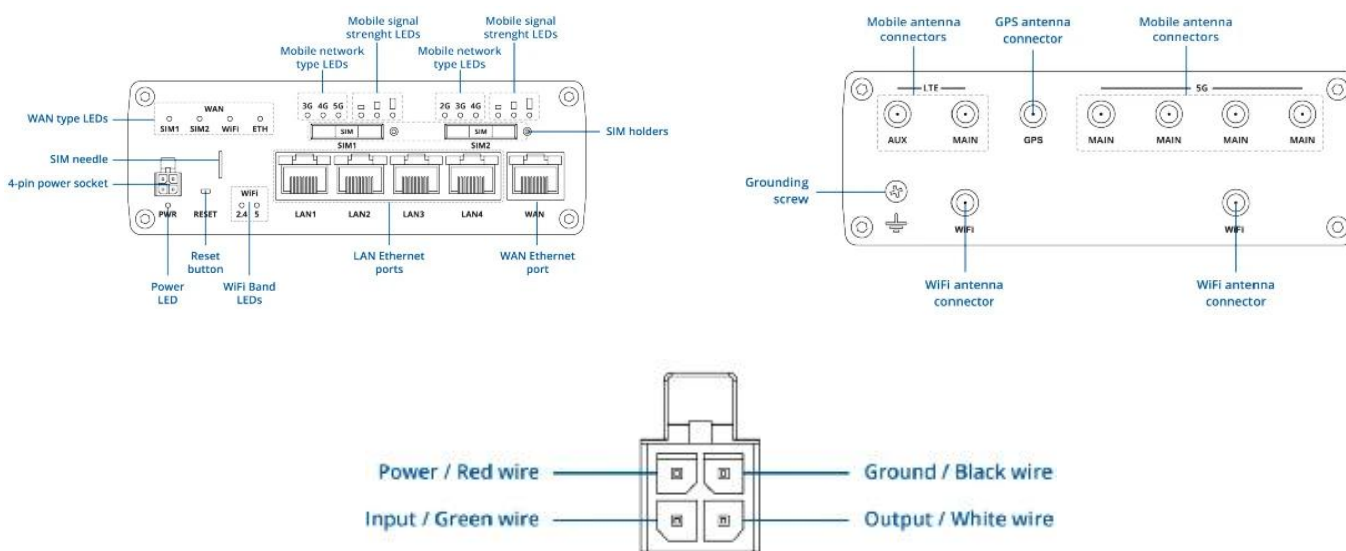 Mobile signal
strenght LEDs
Mobile network
type LEDs
Mobile signal
strenght LEDs
Mobile network
type LEDs
WAN type LEDs
WAN
SIM1 SIM2 WiFi ETH
3G 4G 5G
2G 3G 4G
SIM
SIM1
SIM
SIM2
SIM holders
SIM needle
4-pin power socket
PWR
RESET
WiFi
2.4 5
LAN1 LAN2 LAN3 LAN4 WAN
Power
LED
Reset
button
WiFi Band
LEDs
LAN Ethernet
ports
WAN Ethernet
port
Mobile antenna
connectors
GPS antenna
connector
Mobile antenna
connectors
LTE
5G
AUX MAIN GPS MAIN MAIN MAIN MAIN
Grounding
screw
WiFi
WiFi
WiFi antenna
connector
WiFi antenna
connector
Power / Red wire
Ground / Black wire
Input / Green wire
Output / White wire